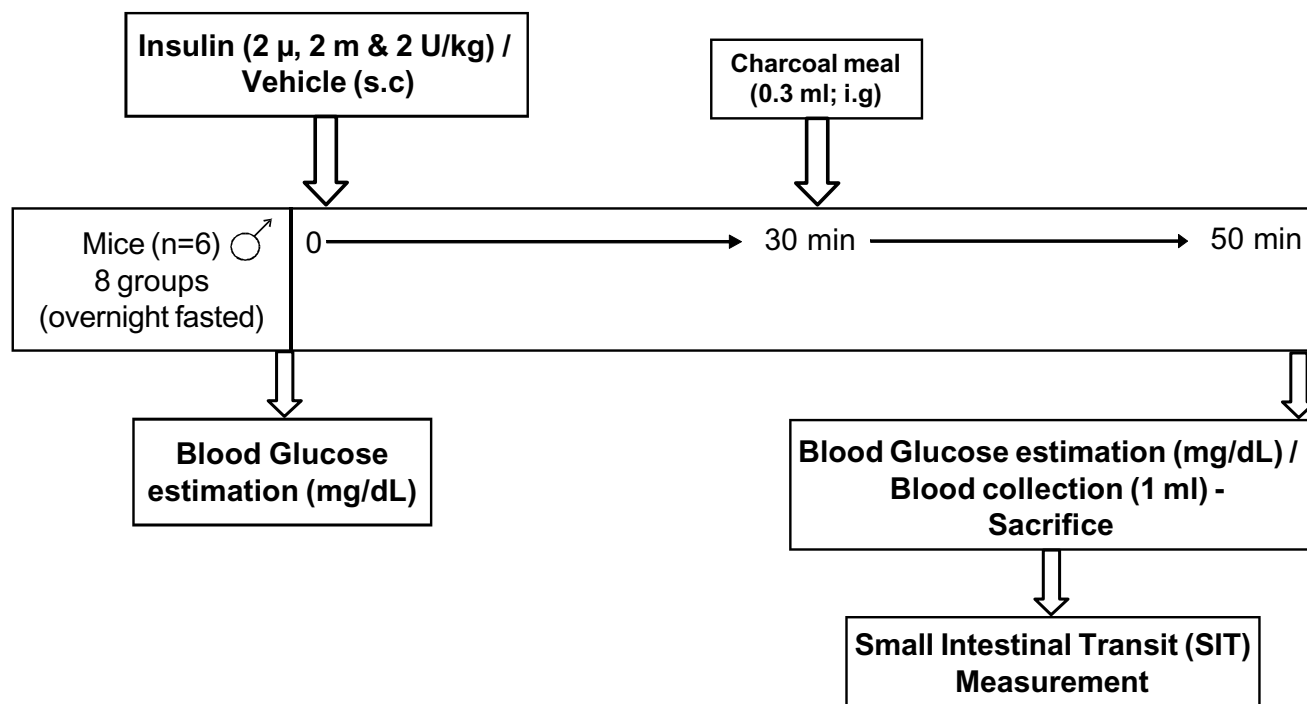 Insulin (2 µ, 2 m & 2 U/kg) /
Vehicle (s.c)
Charcoal meal
(0.3 ml; i.g)
Mice (n=6) ♂
8 groups
(overnight fasted)
0
30 min
50 min
Blood Glucose
estimation (mg/dL)
Blood Glucose estimation (mg/dL) /
Blood collection (1 ml) -
Sacrifice
Small Intestinal Transit (SIT)
Measurement